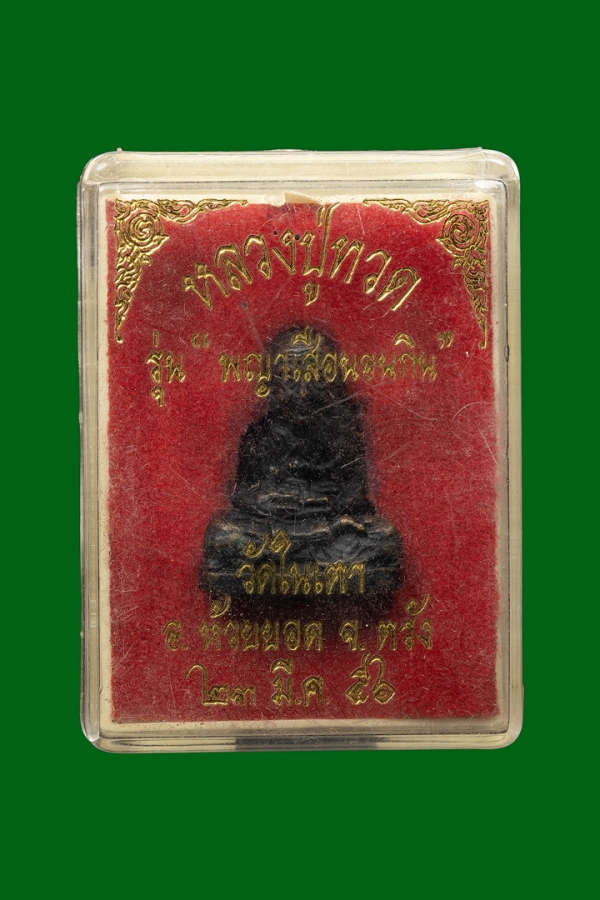 หลวงปู่ทวด
รุ่น "พญาเสือนอนกิน"
วัดในเตา
อ. ห้วยยอด จ. ตรัง
๒๓ มี.ค. ๕๖